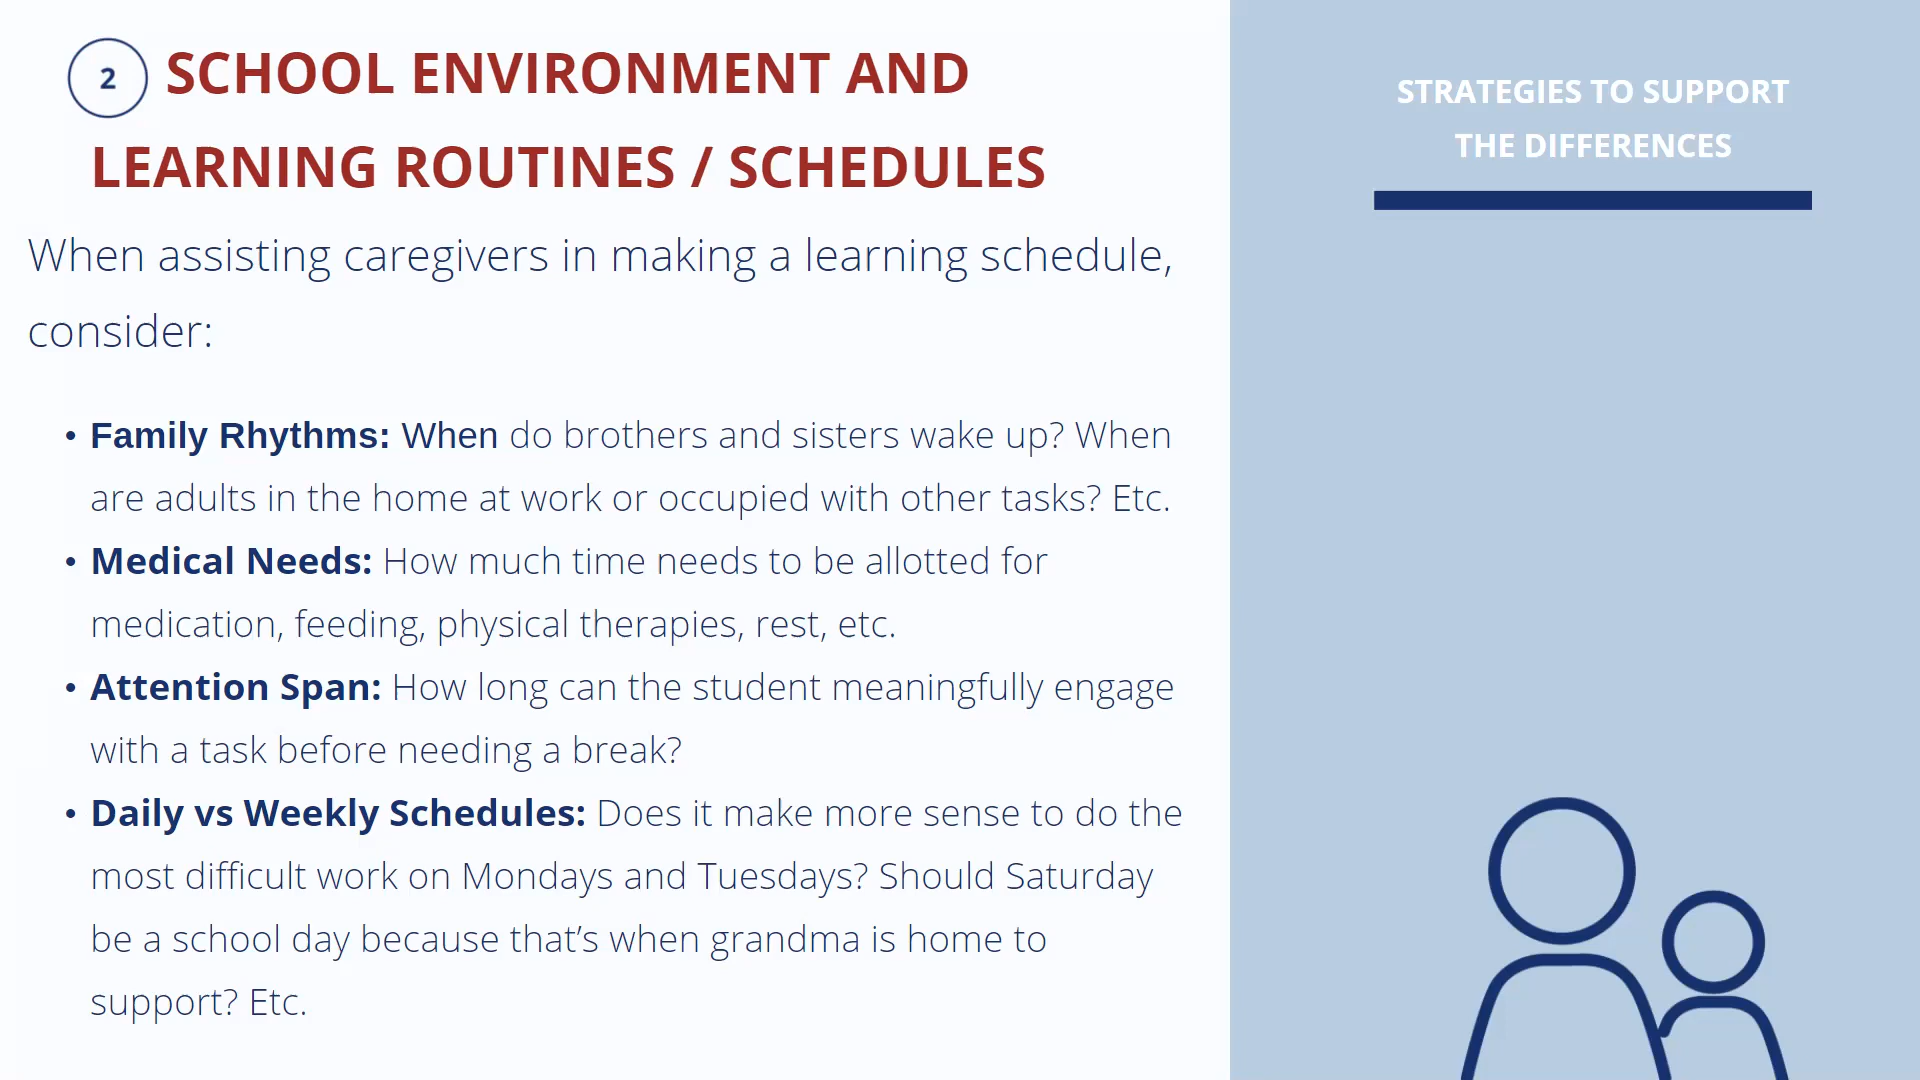 2 SCHOOL ENVIRONMENT AND
LEARNING ROUTINES / SCHEDULES
When assisting caregivers in making a learning schedule,
consider:
• Family Rhythms: When do brothers and sisters wake up? When
are adults in the home at work or occupied with other tasks? Etc.
• Medical Needs: How much time needs to be allotted for
medication, feeding, physical therapies, rest, etc.
• Attention Span: How long can the student meaningfully engage
with a task before needing a break?
• Daily vs Weekly Schedules: Does it make more sense to do the
most difficult work on Mondays and Tuesdays? Should Saturday
be a school day because that’s when grandma is home to
support? Etc.
STRATEGIES TO SUPPORT
THE DIFFERENCES